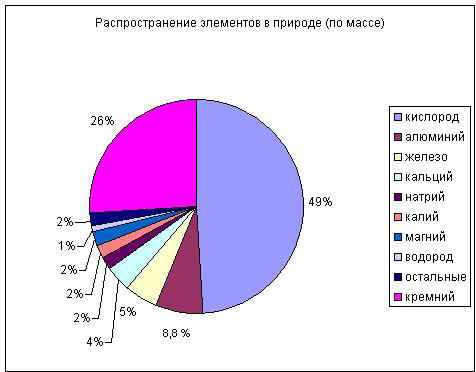 Распространение элементов в природе (по массе)
26%
49%
2%
1%
2%
2%
2%
4%
5%
8,8 %
кислород
алюминий
железо
кальций
натрий
калий
магний
водород
остальные
кремний